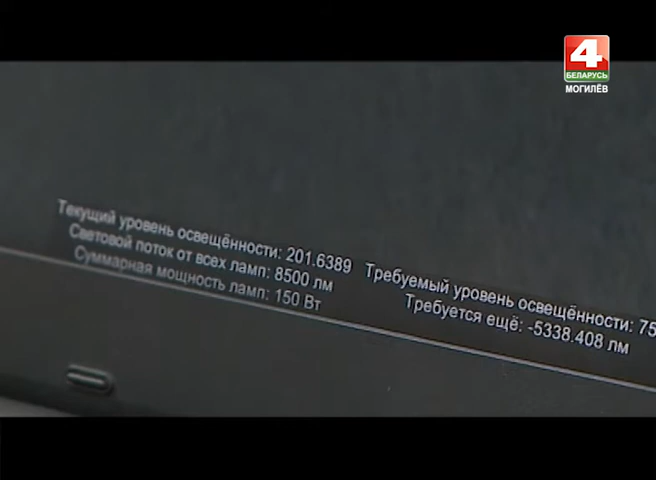 4
БЕЛАРУСЬ
МОГИЛЁВ
Текущий уровень освещённости: 201.6389
Световой поток от всех ламп: 8500 лм
Суммарная мощность ламп: 150 Вт
Требуемый уровень освещённости: 75
Требуется ещё: -5338.408 лм